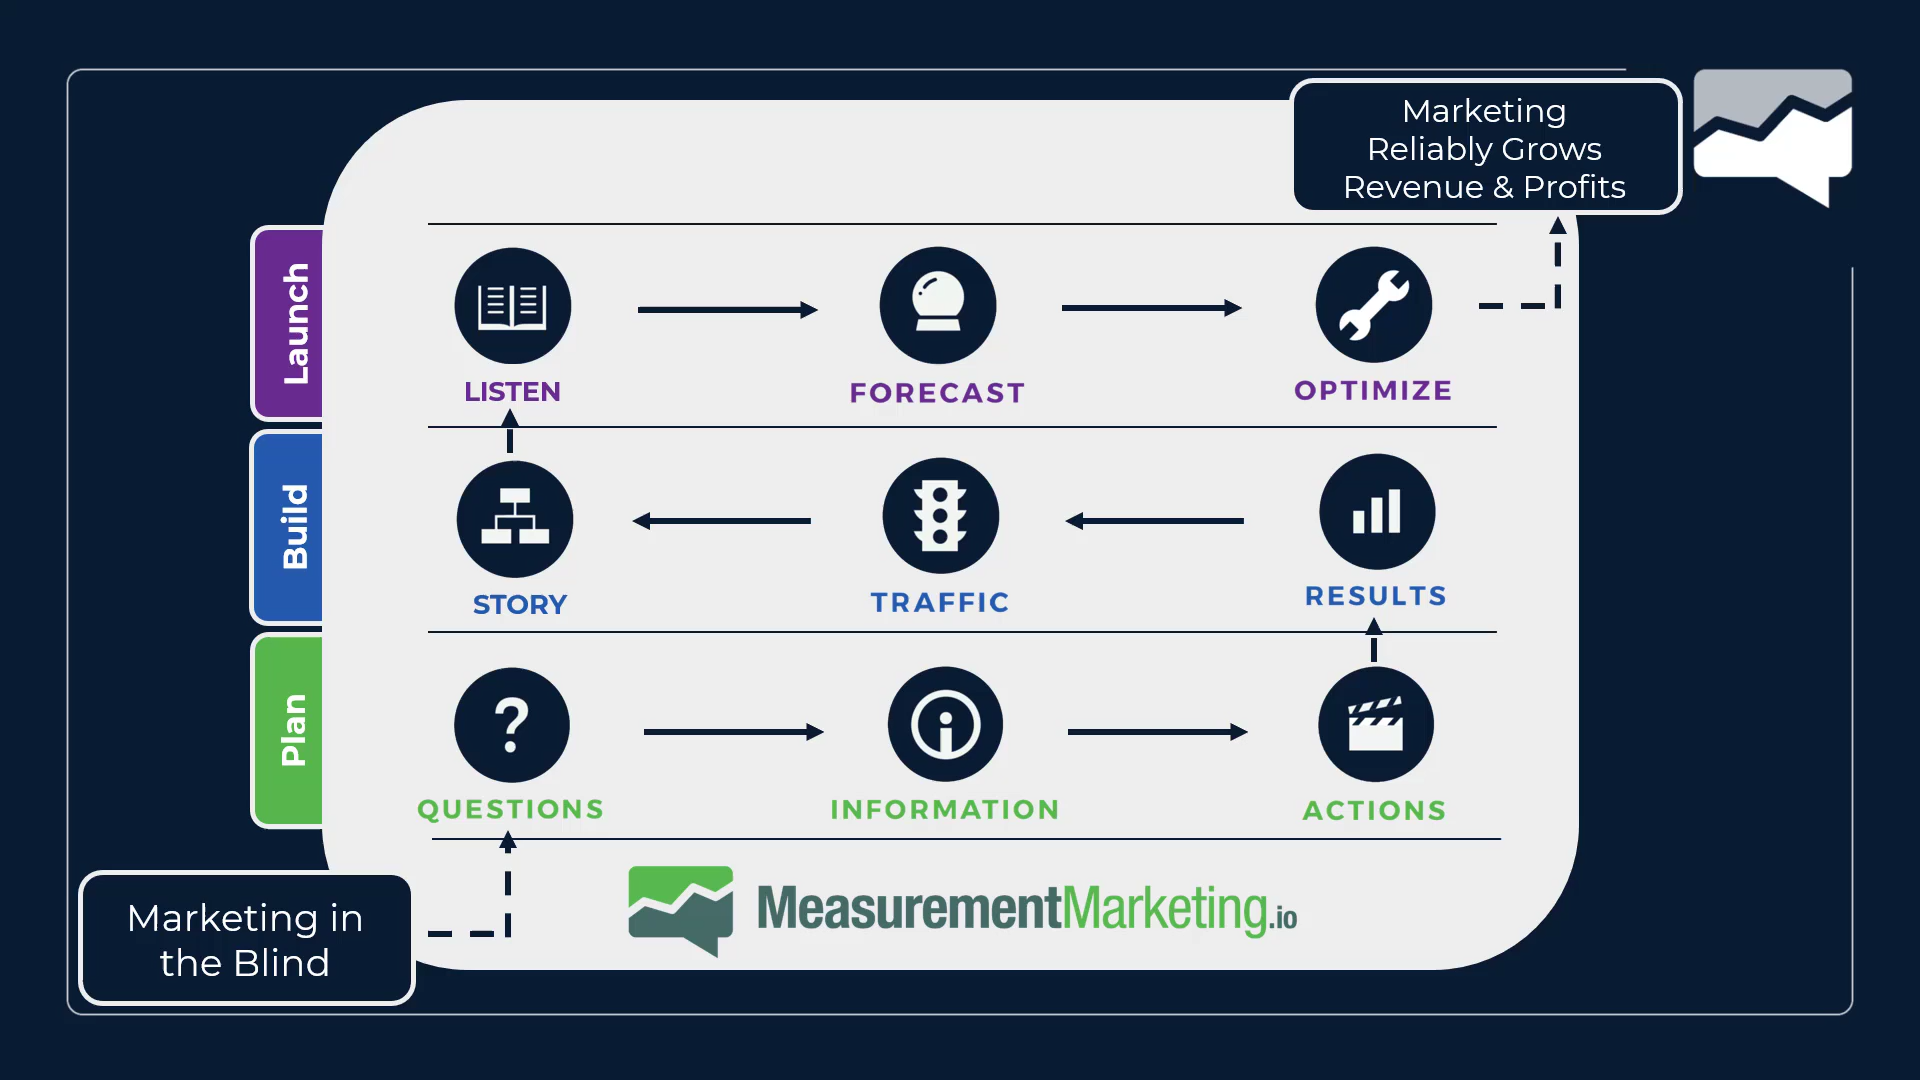 Marketing
Reliably Grows
Revenue & Profits
Launch
LISTEN
FORECAST
OPTIMIZE
Build
STORY
TRAFFIC
RESULTS
Plan
QUESTIONS
INFORMATION
ACTIONS
Marketing in
the Blind
MeasurementMarketing.io